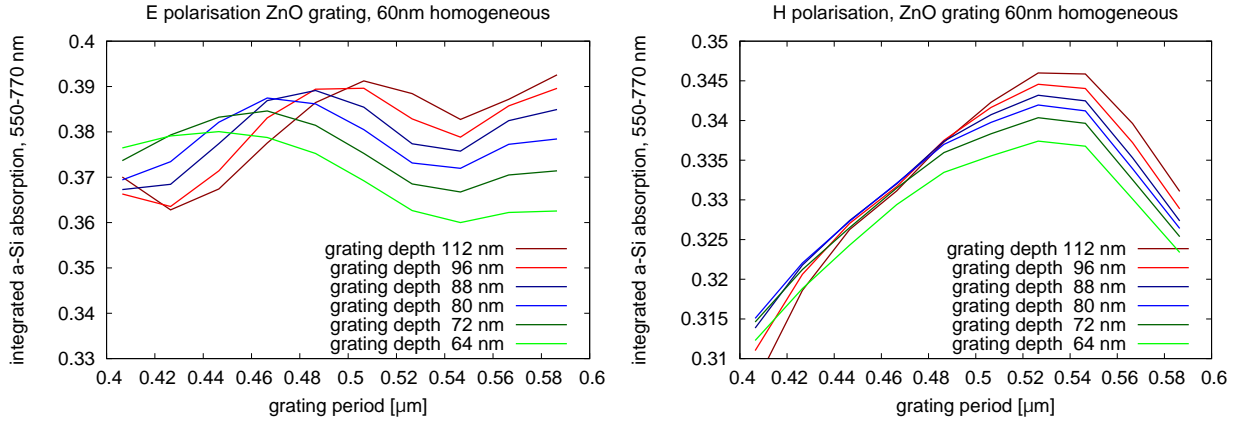 E polarisation ZnO grating, 60nm homogeneous
integrated a-Si absorption, 550-770 nm
0.4
0.39
0.38
0.37
0.36
0.35
0.34
0.33
grating depth 112 nm
grating depth 96 nm
grating depth 88 nm
grating depth 80 nm
grating depth 72 nm
grating depth 64 nm
0.4 0.42 0.44 0.46 0.48 0.5 0.52 0.54 0.56 0.58 0.6
grating period [µm]
H polarisation, ZnO grating 60nm homogeneous
integrated a-Si absorption, 550-770 nm
0.35
0.345
0.34
0.335
0.33
0.325
0.32
0.315
0.31
grating depth 112 nm
grating depth 96 nm
grating depth 88 nm
grating depth 80 nm
grating depth 72 nm
grating depth 64 nm
0.4 0.42 0.44 0.46 0.48 0.5 0.52 0.54 0.56 0.58 0.6
grating period [µm]